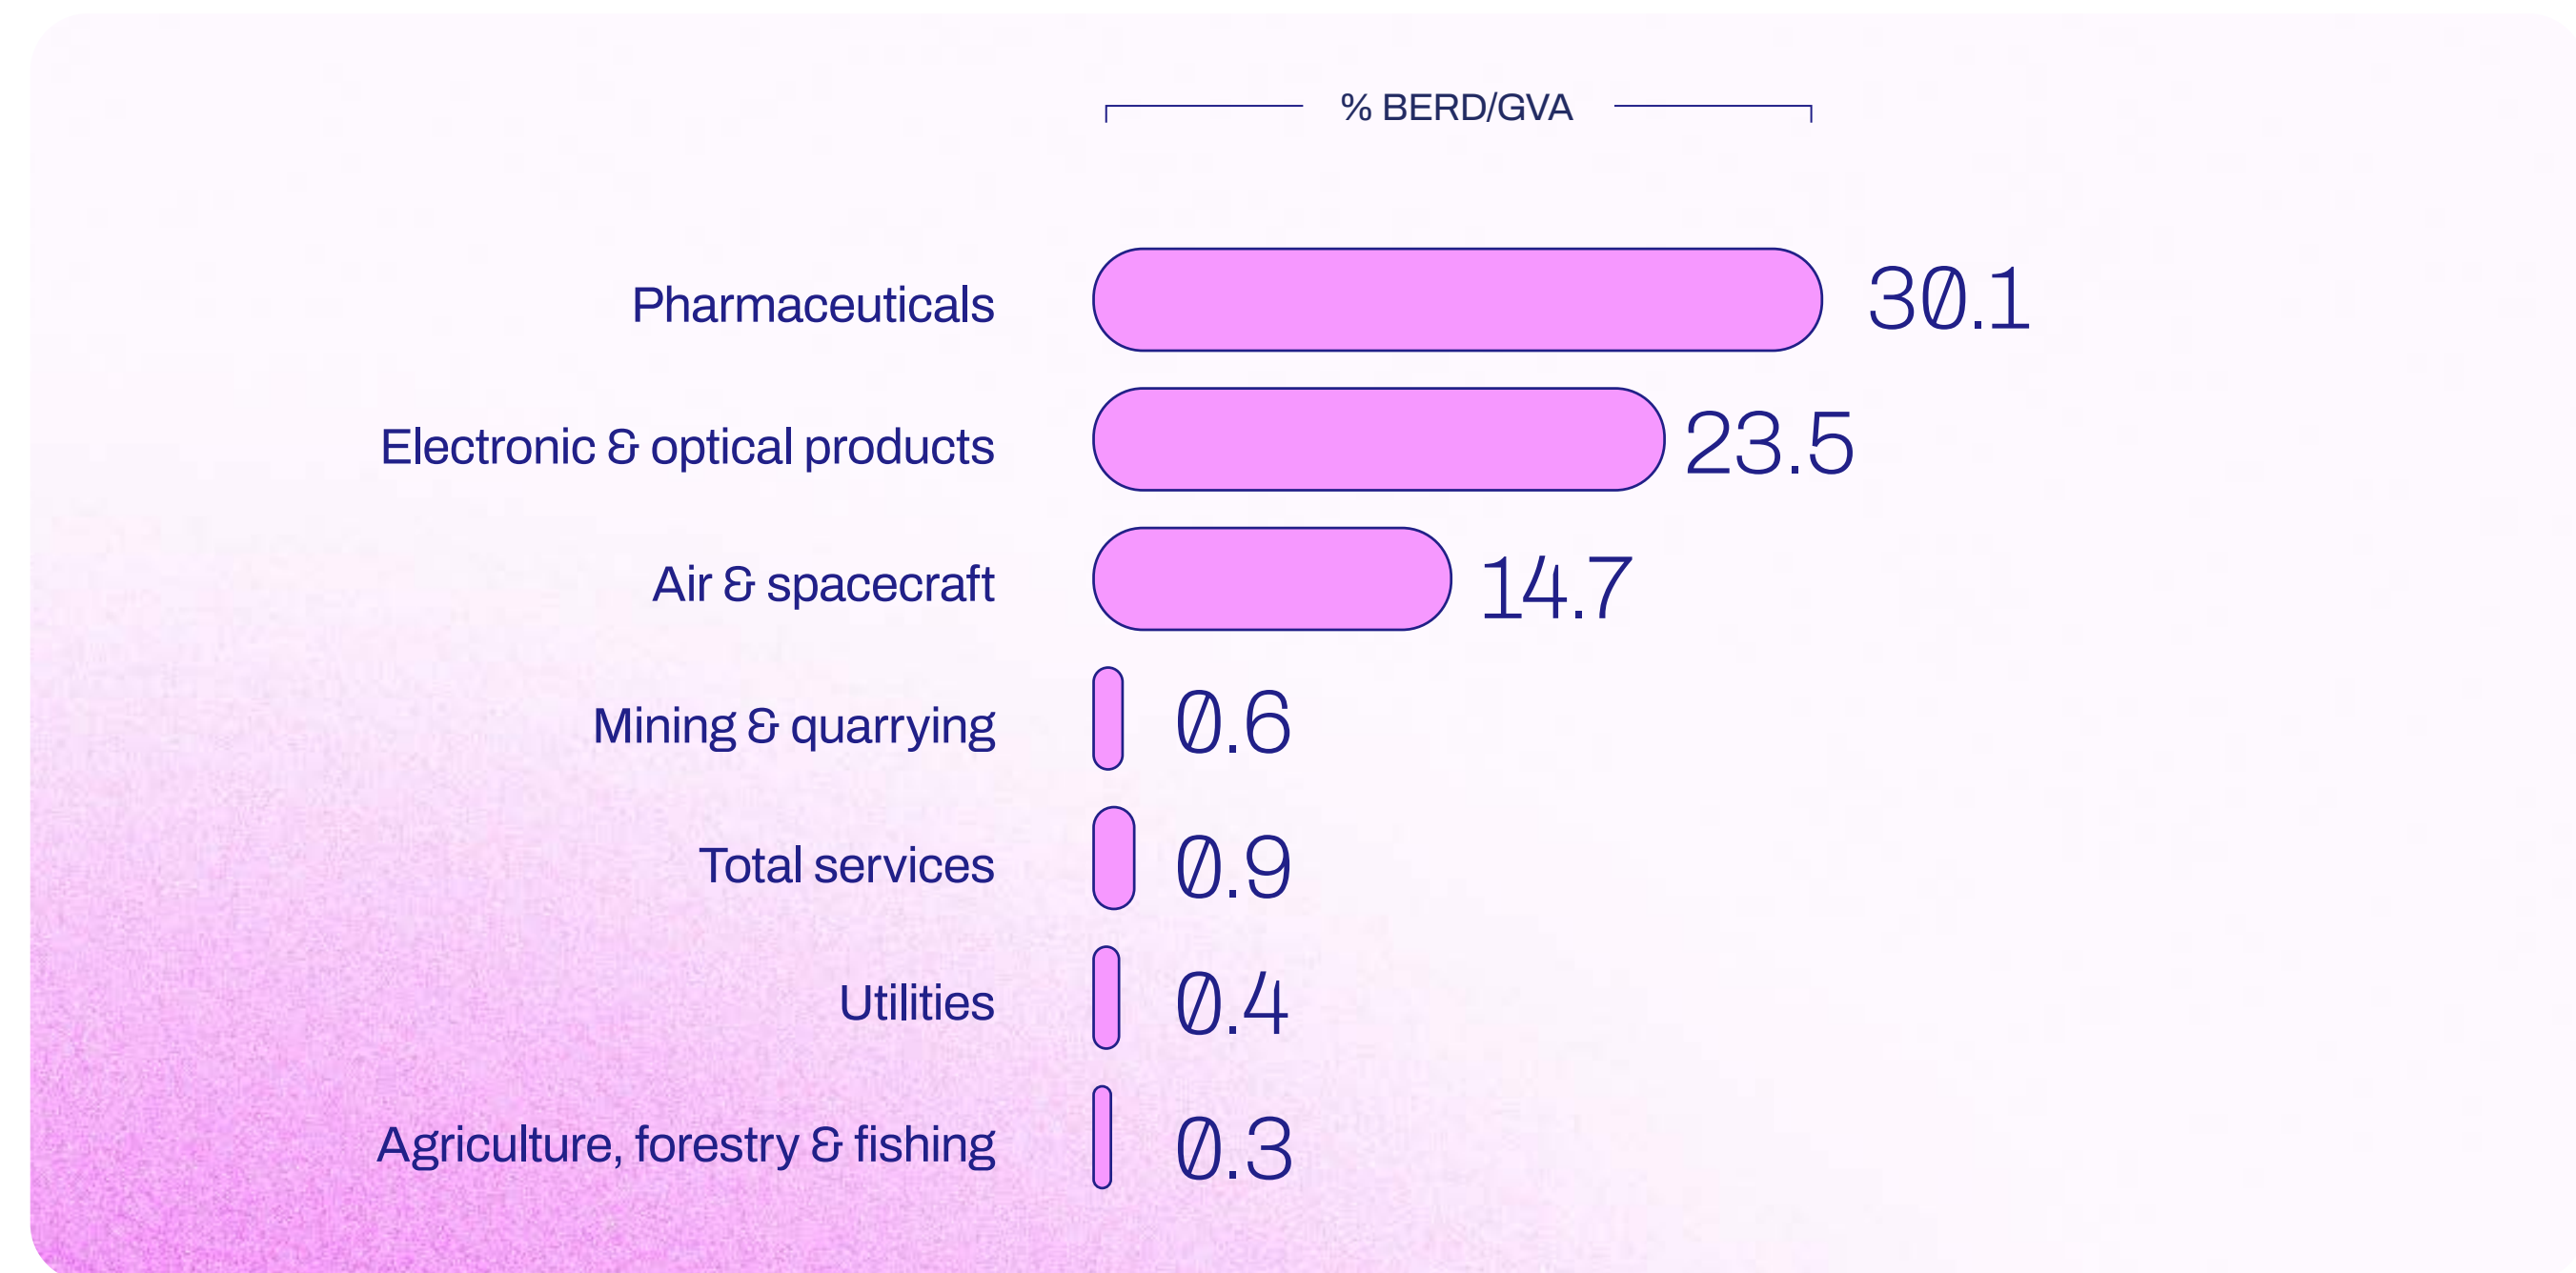 % BERD/GVA
Pharmaceuticals 30.1
Electronic & optical products 23.5
Air & spacecraft 14.7
Mining & quarrying 0.6
Total services 0.9
Utilities 0.4
Agriculture, forestry & fishing 0.3